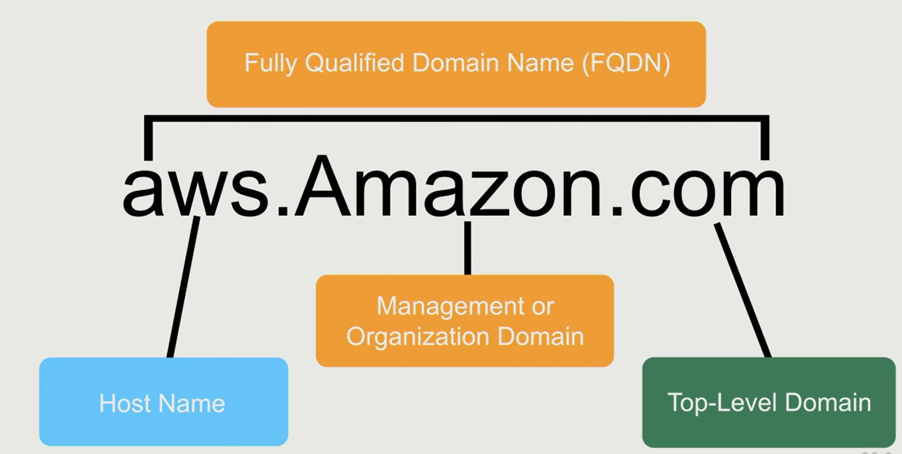 Fully Qualified Domain Name (FQDN)
aws.Amazon.com
Management or
Organization Domain
Host Name
Top-Level Domain